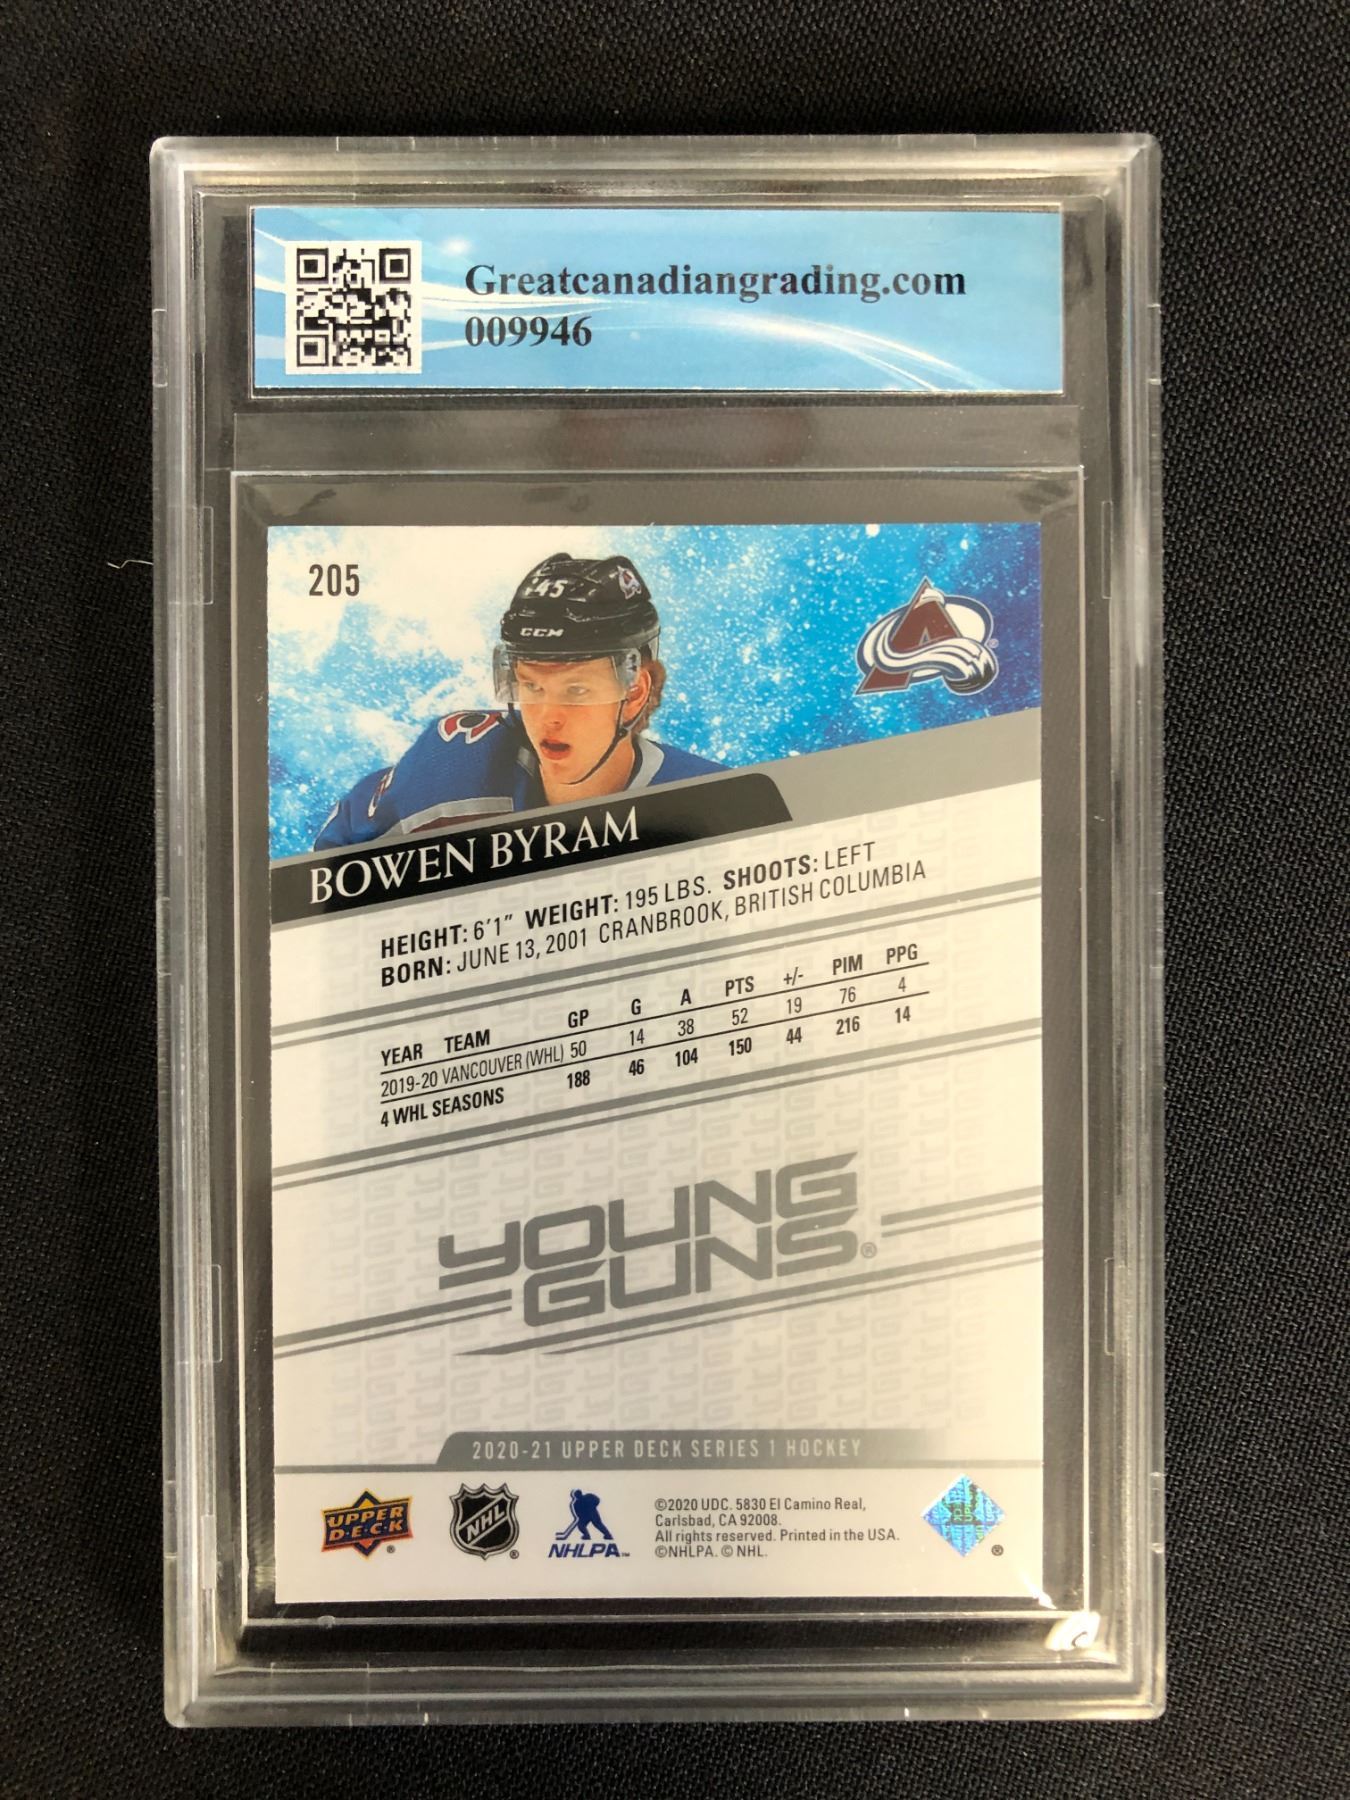 Greatcanadiangrading.com
009946
205
45
CCM
BOWEN BYRAM
HEIGHT: 6'1" WEIGHT: 195 LBS. SHOOTS: LEFT
BORN: JUNE 13, 2001 CRANBROOK, BRITISH COLUMBIA
YEAR TEAM GP G A PTS +/- PIM PPG
2019-20 VANCOUVER (WHL) 50 14 38 52 19 76 4
4 WHL SEASONS 188 46 104 150 44 216 14
YOUNG
GUNS®
2020-21 UPPER DECK SERIES 1 HOCKEY
UPPER
D·E·C·K
®
NHL
®
NHLPA™
©2020 UDC. 5830 El Camino Real,
Carlsbad, CA 92008.
All rights reserved. Printed in the USA.
©NHLPA. © NHL.
®